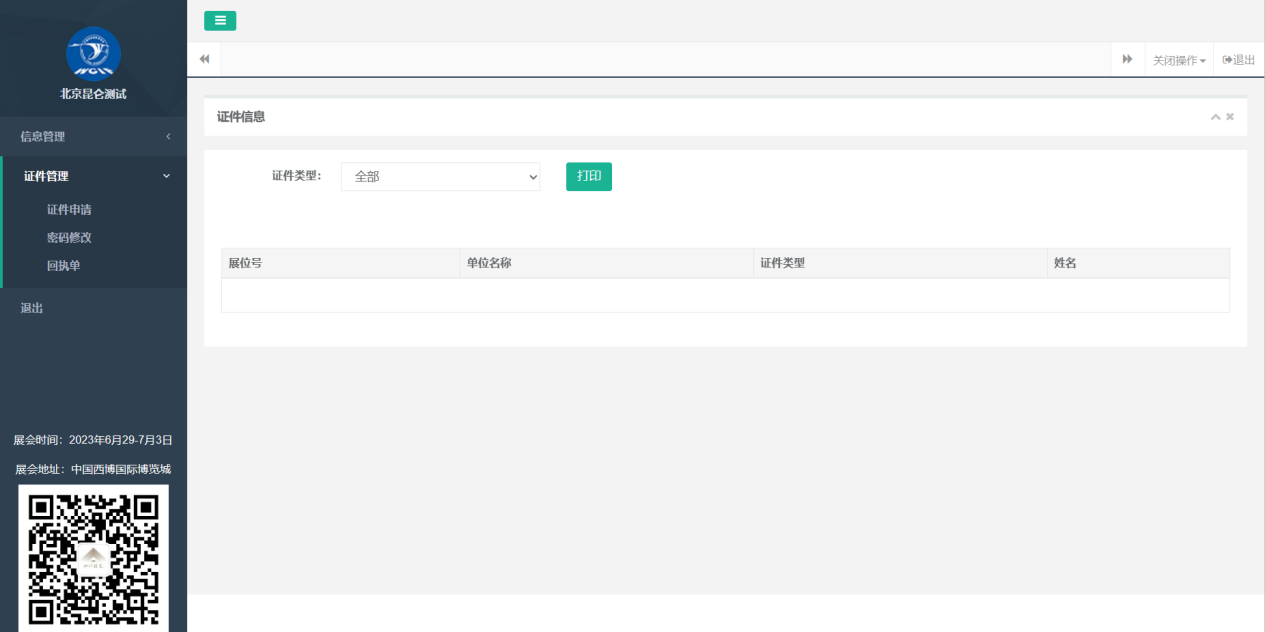 北京昆仑测试
信息管理
证件管理
证件申请
密码修改
回执单
退出
展会时间：2023年6月29-7月3日
展会地址：中国西博国际博览城
关闭操作 退出
证件信息
证件类型： 全部 打印
展位号 单位名称 证件类型 姓名